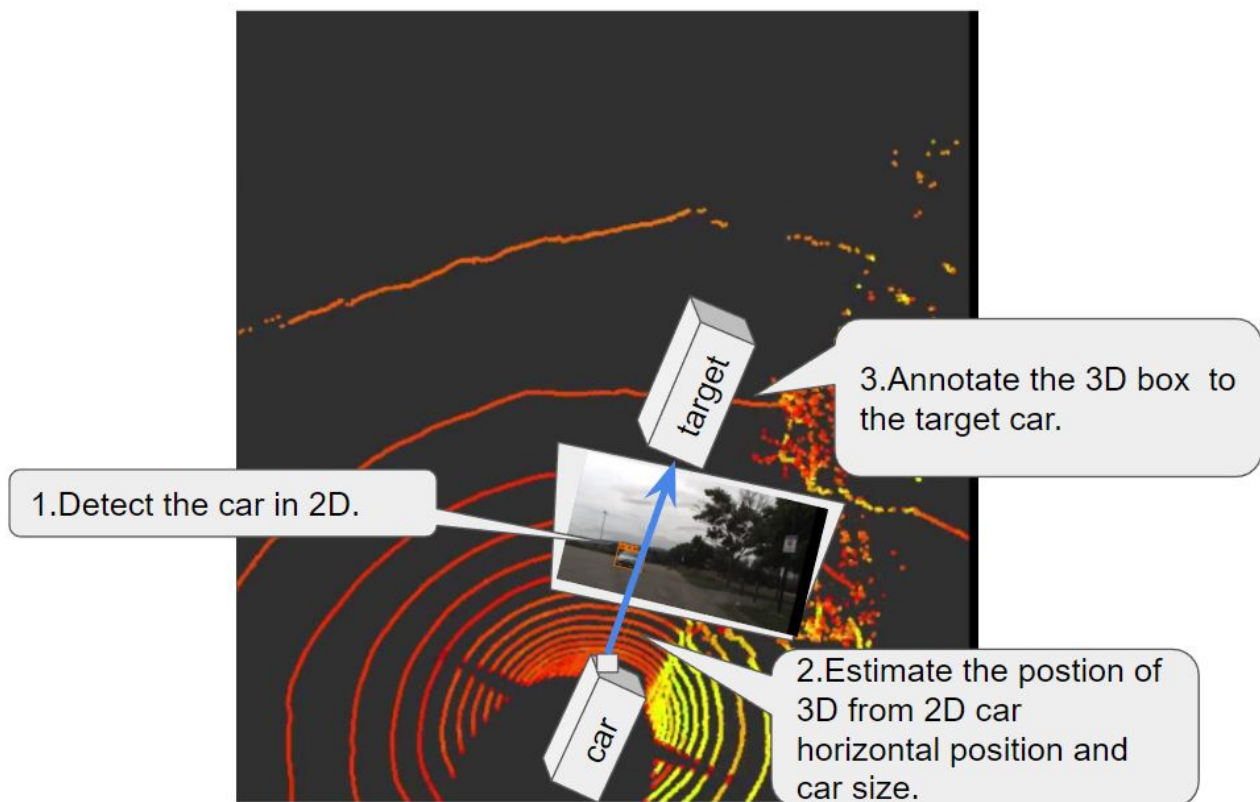 target
3.Annotate the 3D box to
the target car.
1.Detect the car in 2D.
2.Estimate the postion of
3D from 2D car
horizontal position and
car size.
car